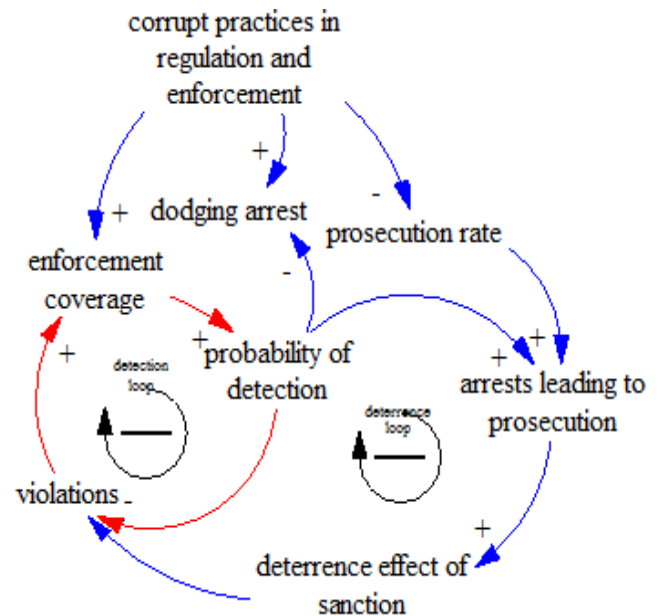 corrupt practices in
regulation and
enforcement
+
+
-
dodging arrest
prosecution rate
enforcement
coverage
-
+
+
+
+
probability of
detection
arrests leading to
prosecution
detection
loop
deterrence
loop
violations
-
+
deterrence effect of
sanction